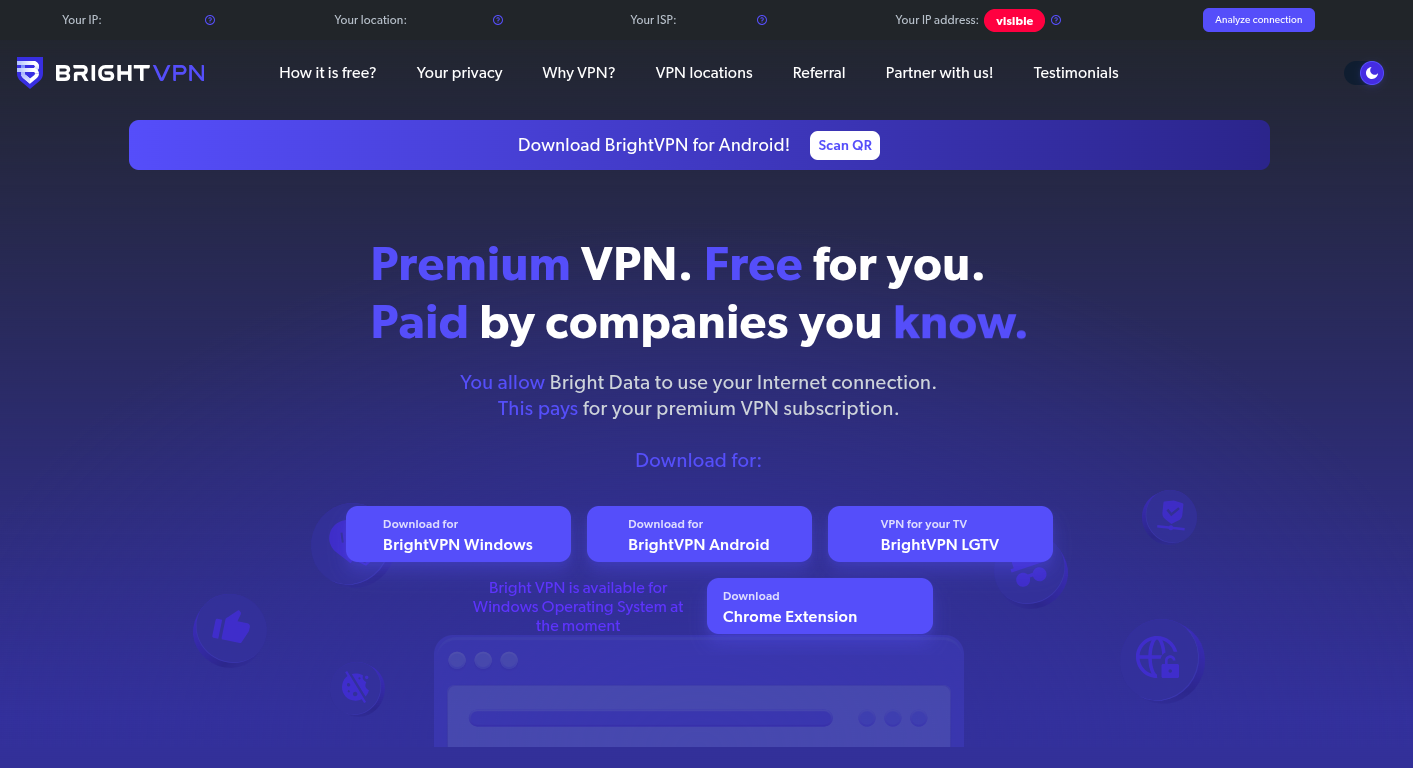 Your IP:
Your location:
Your ISP:
Your IP address: visible
Analyze connection
BRIGHT VPN
How it is free?
Your privacy
Why VPN?
VPN locations
Referral
Partner with us!
Testimonials
Download BrightVPN for Android!
Scan QR
Premium VPN. Free for you.
Paid by companies you know.
You allow Bright Data to use your Internet connection.
This pays for your premium VPN subscription.
Download for:
Download for
BrightVPN Windows
Download for
BrightVPN Android
VPN for your TV
BrightVPN LGTV
Bright VPN is available for
Windows Operating System at
the moment
Download
Chrome Extension